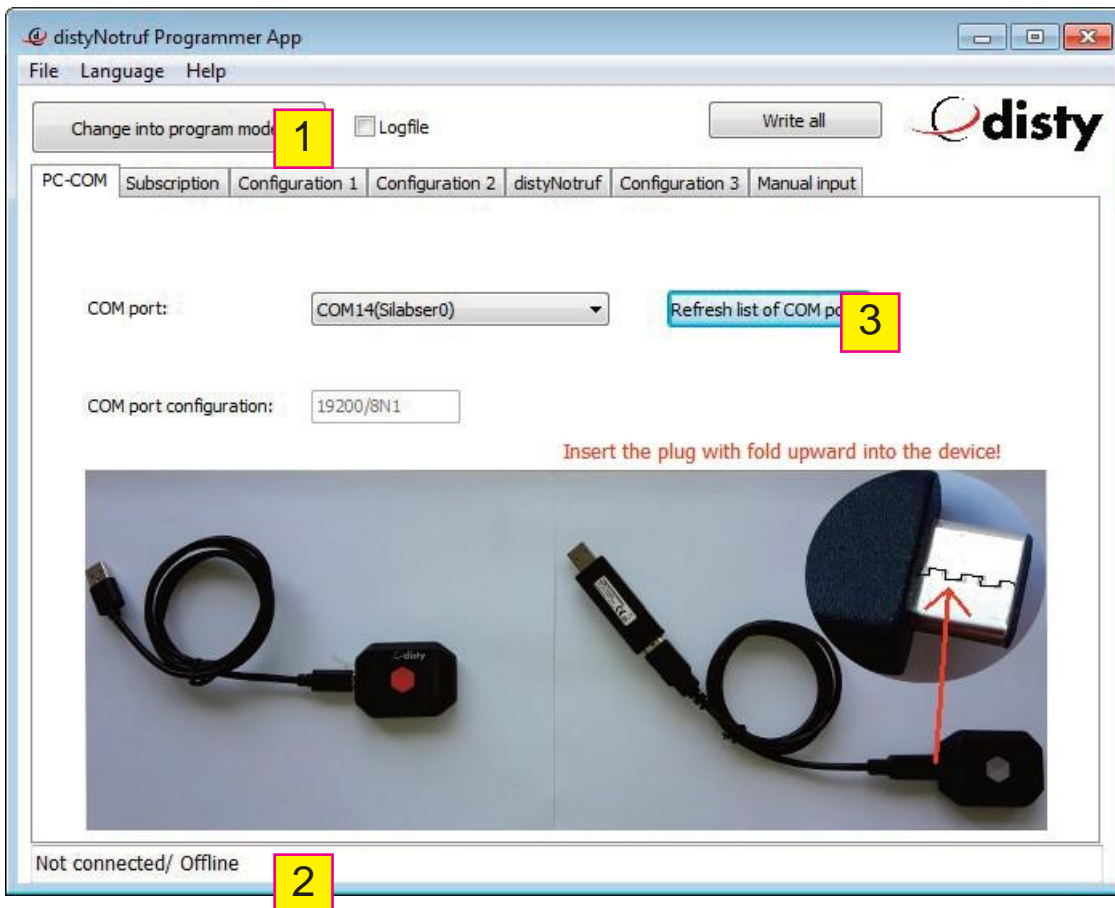 distyNotruf Programmer App
File Language Help
Change into program mode
1
Logfile
Write all
disty
PC-COM Subscription Configuration 1 Configuration 2 distyNotruf Configuration 3 Manual input
COM port:
COM14(Silabser0)
Refresh list of COM po
3
COM port configuration:
19200/8N1
Insert the plug with fold upward into the device!
disty
Not connected/ Offline
2